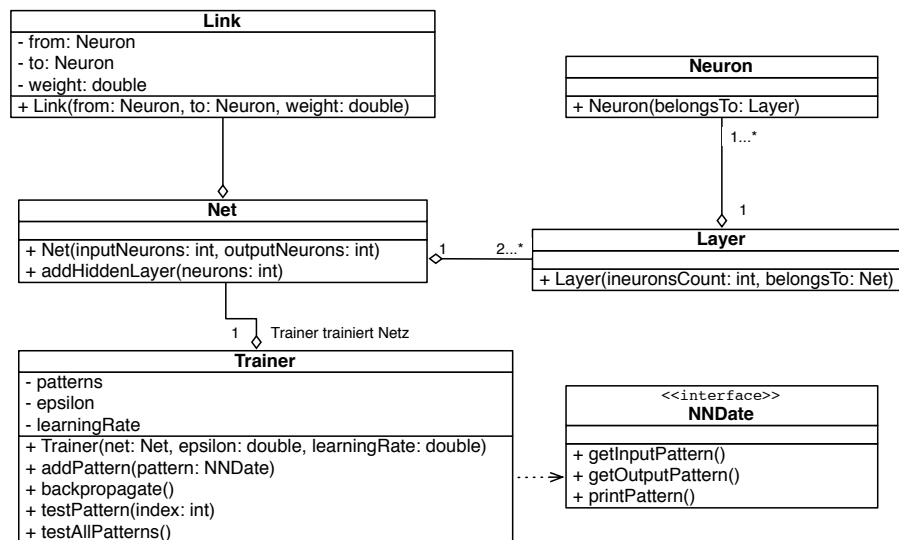 Link
- from: Neuron
- to: Neuron
- weight: double
+ Link(from: Neuron, to: Neuron, weight: double)
Neuron
+ Neuron(belongsTo: Layer)
1...*
1
Net
+ Net(inputNeurons: int, outputNeurons: int)
+ addHiddenLayer(neurons: int)
1
2...*
Layer
+ Layer(ineuronsCount: int, belongsTo: Net)
1
Trainer trainiert Netz
Trainer
- patterns
- epsilon
- learningRate
+ Trainer(net: Net, epsilon: double, learningRate: double)
+ addPattern(pattern: NNDate)
+ backpropagate()
+ testPattern(index: int)
+ testAllPatterns()
<<interface>>
NNDate
+ getInputPattern()
+ getOutputPattern()
+ printPattern()